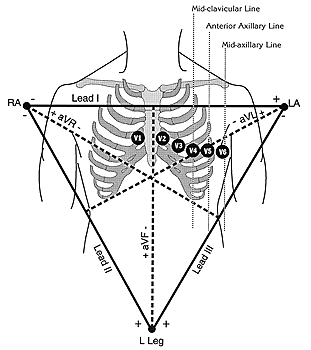 Mid-clavicular Line
Anterior Axillary Line
Mid-axillary Line
RA - Lead I + LA
- -
+ aVR - - aVL +
V1 V2 V3 V4 V5 V6
+ aVF -
Lead II Lead III
+ +
L Leg